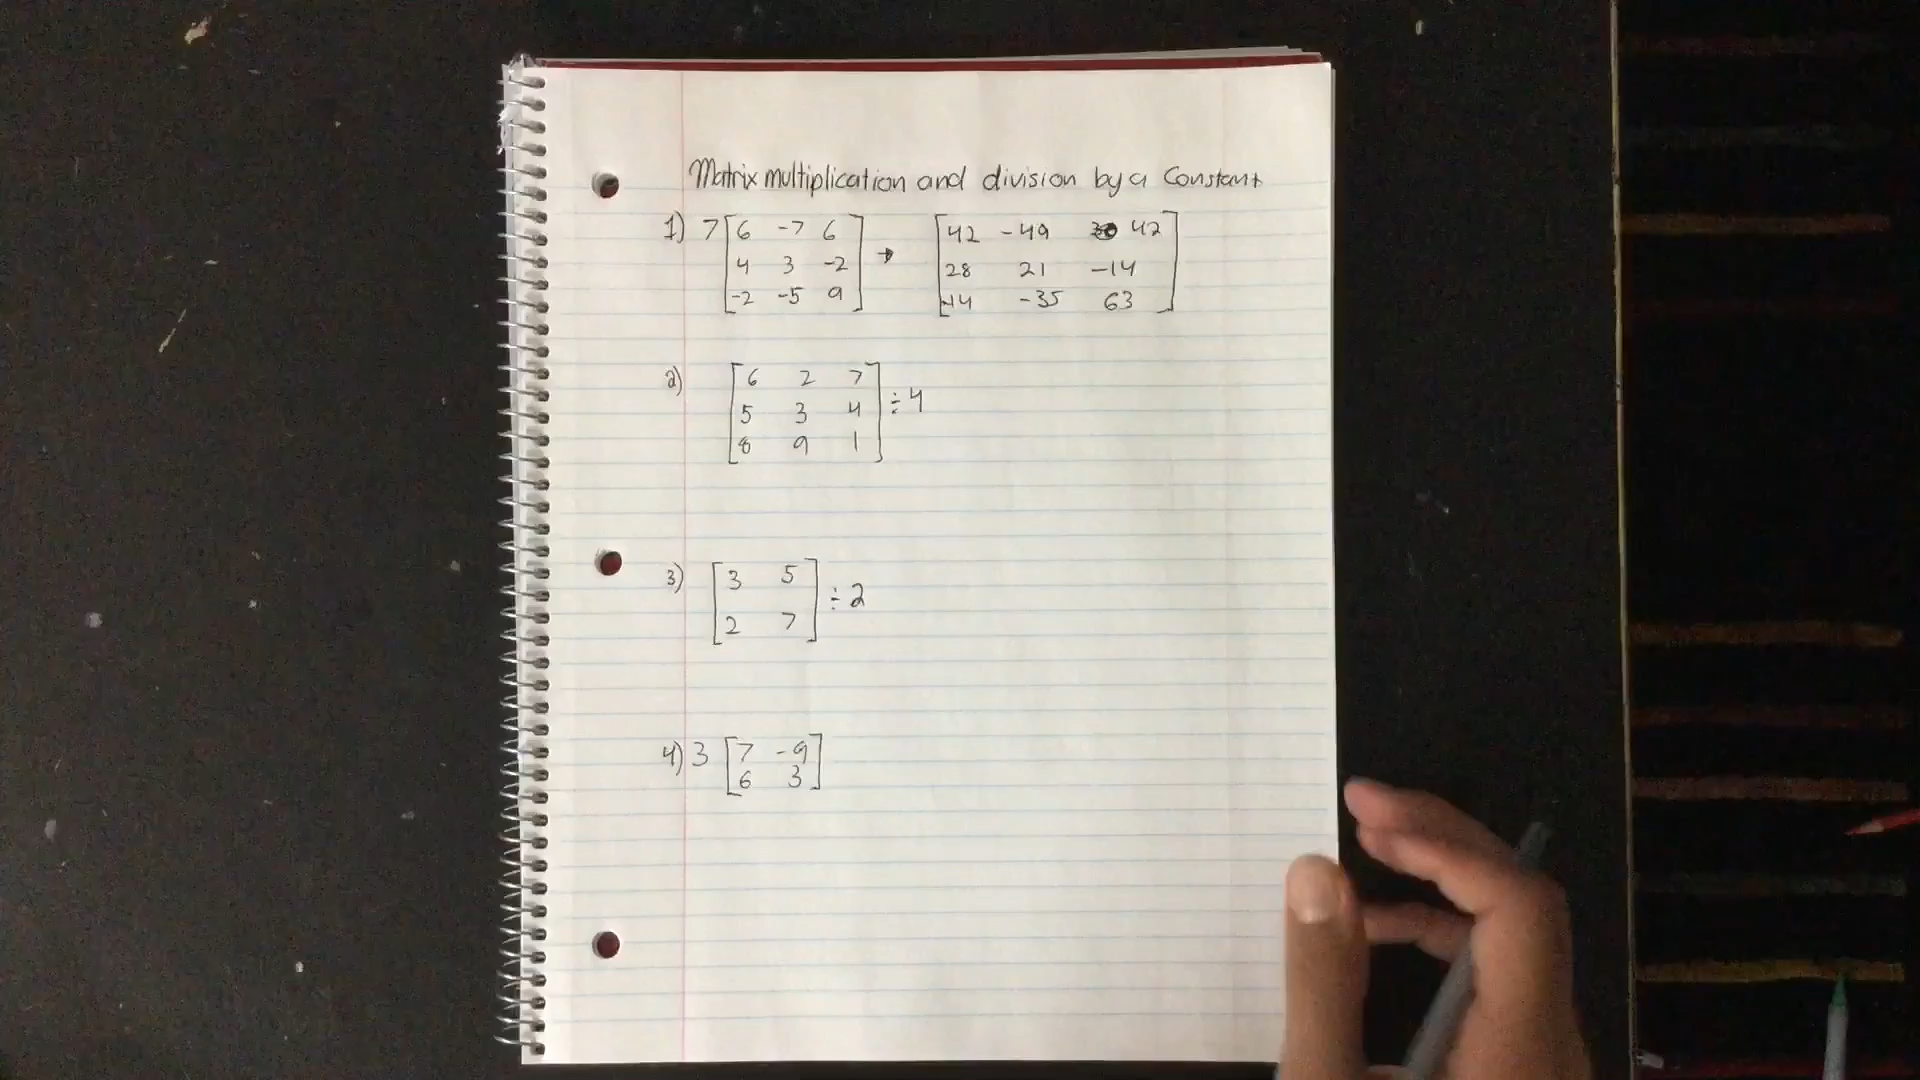 Matrix multiplication and division by a Constant
1) 7 [6 -7 6 → [42 -49 42]
4 3 -2 28 21 -14
-2 -5 9] -14 -35 63]
2) [6 2 7
5 3 4 ÷ 4
8 9 1]
3) [3 5
÷ 2
2 7]
4) 3 [7 -9
6 3]